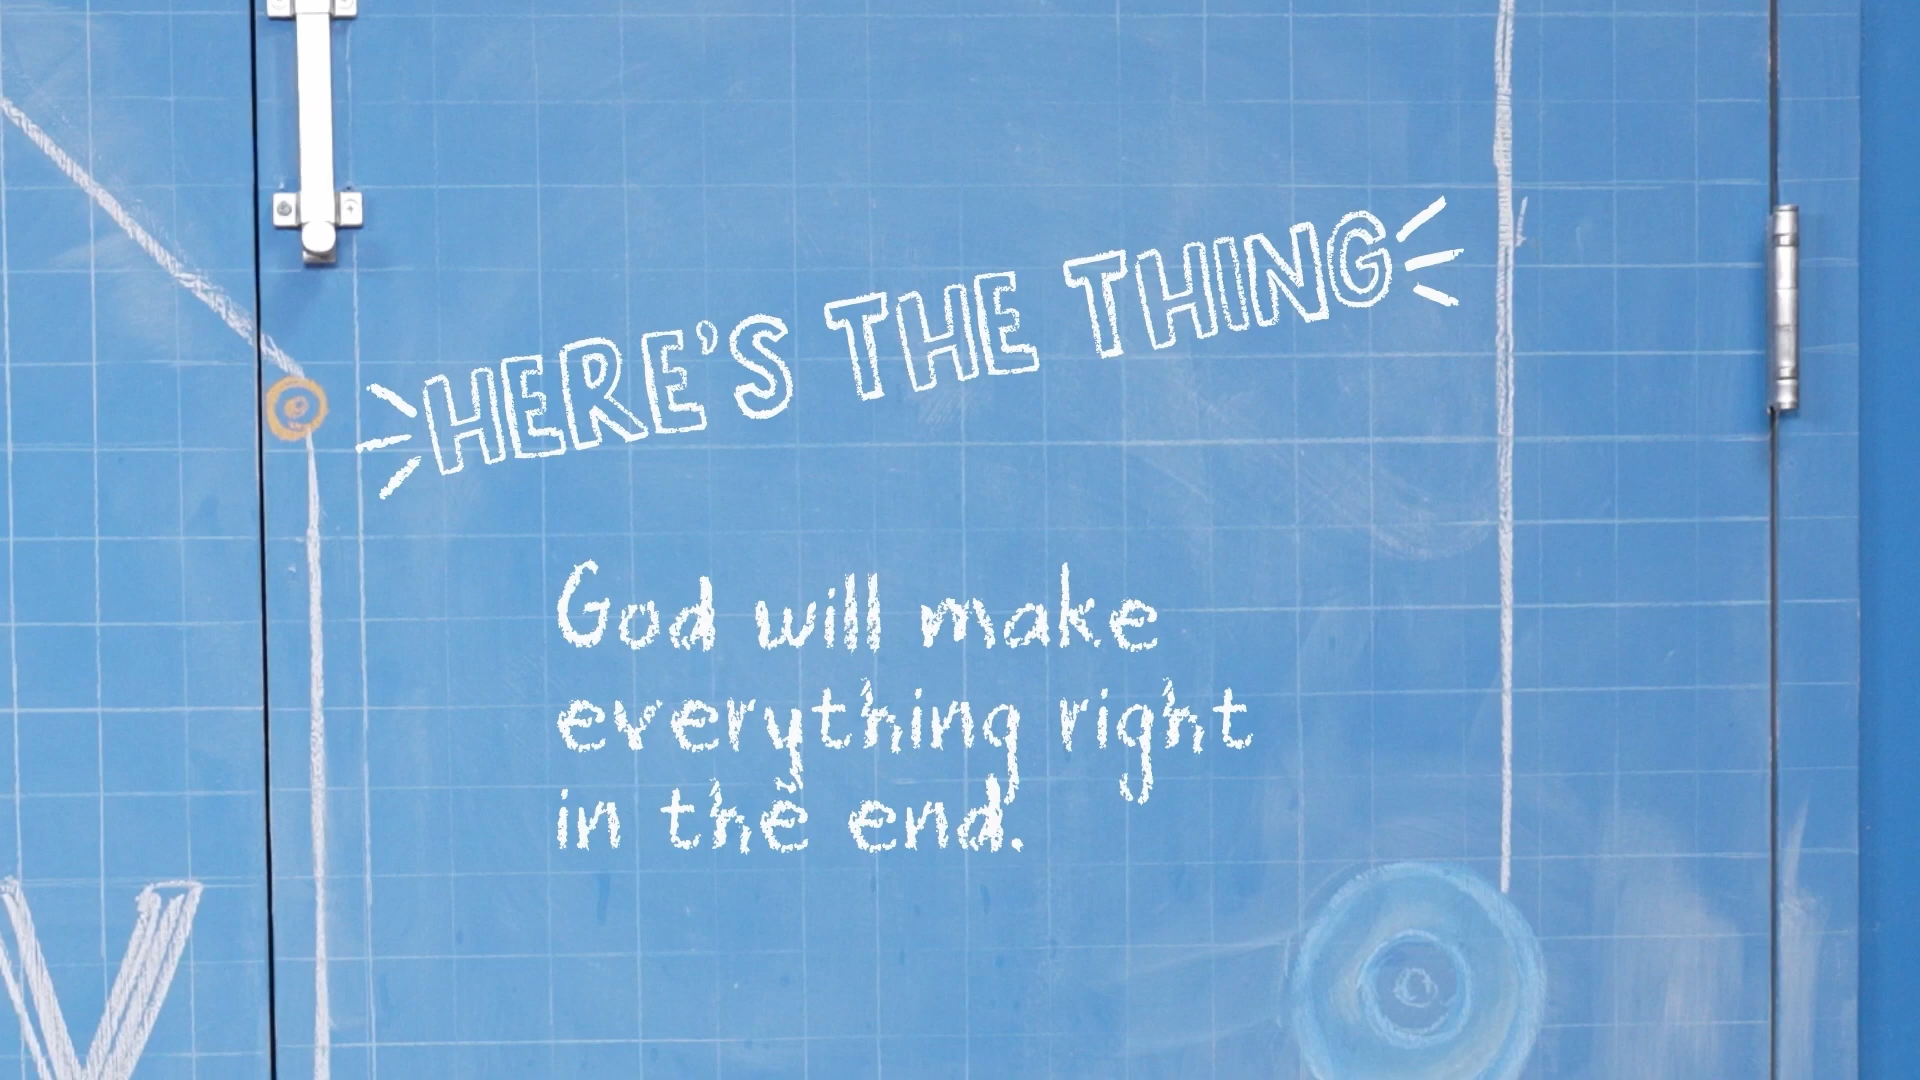 HERE'S THE THING
God will make
everything right
in the end.
V